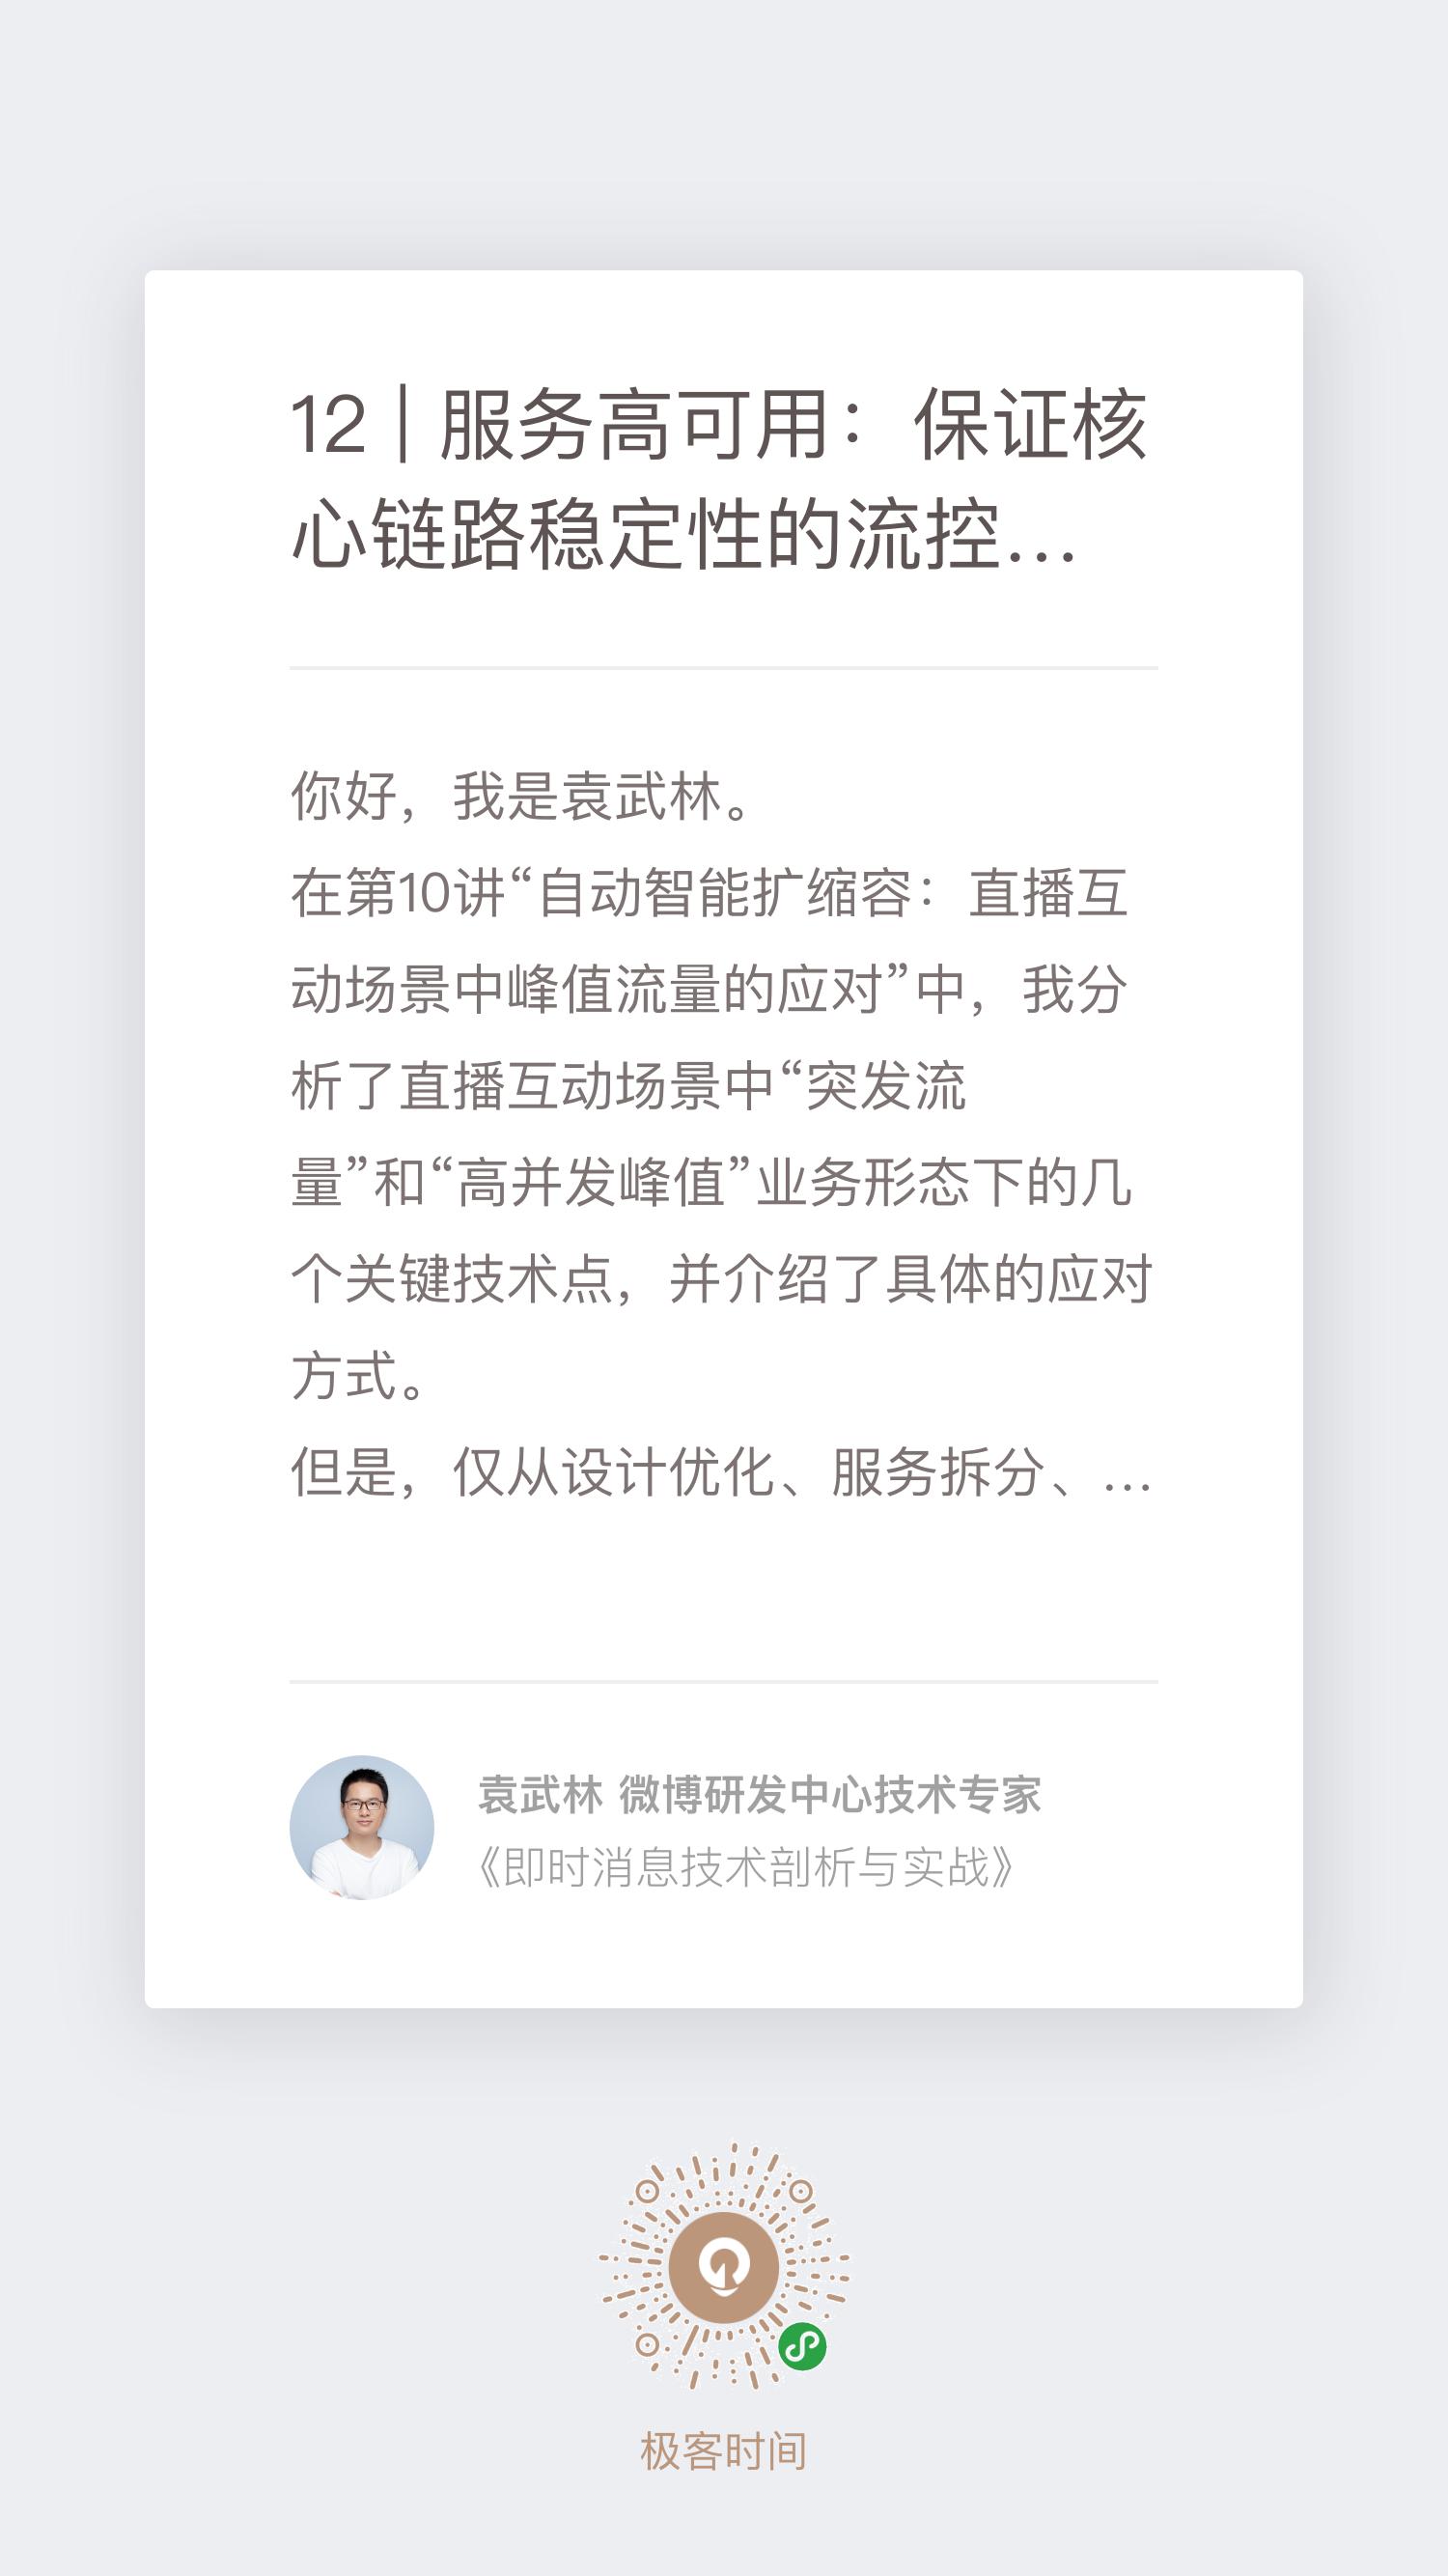 12 | 服务高可用：保证核
心链路稳定性的流控...
你好，我是袁武林。
在第10讲“自动智能扩缩容：直播互
动场景中峰值流量的应对”中，我分
析了直播互动场景中“突发流
量”和“高并发峰值”业务形态下的几
个关键技术点，并介绍了具体的应对
方式。
但是，仅从设计优化、服务拆分、...
袁武林 微博研发中心技术专家
《即时消息技术剖析与实战》
极客时间